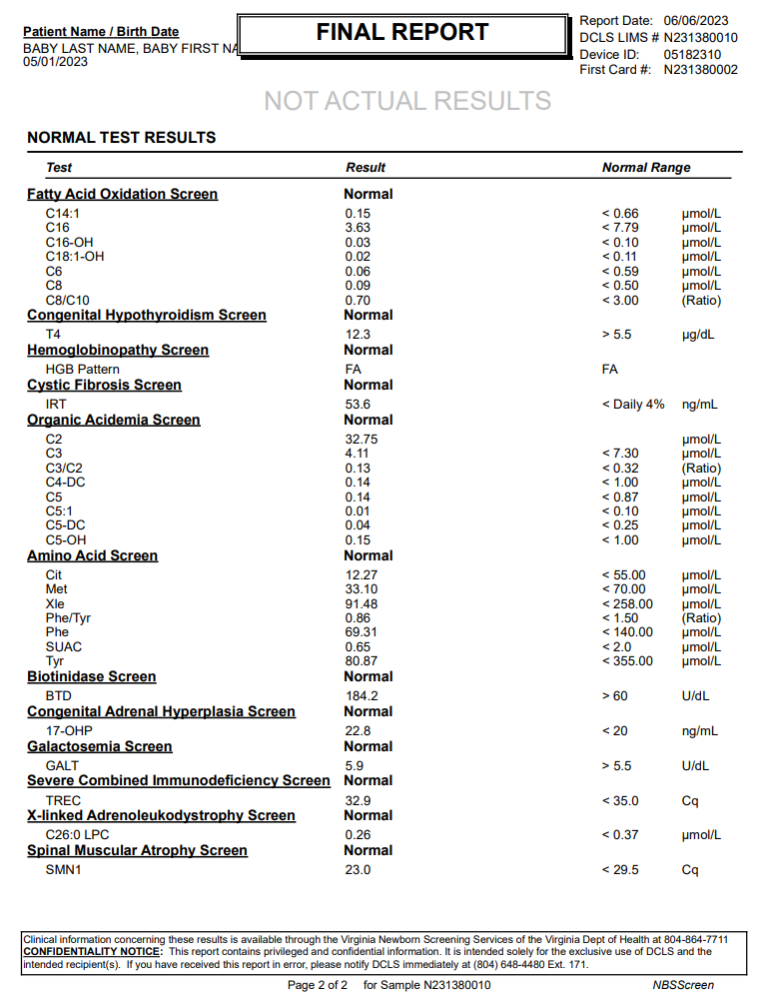 Patient Name / Birth Date
BABY LAST NAME, BABY FIRST NA
05/01/2023
FINAL REPORT
Report Date: 06/06/2023
DCLS LIMS # N231380010
Device ID: 05182310
First Card #: N231380002
NOT ACTUAL RESULTS
NORMAL TEST RESULTS
Test Result Normal Range
Fatty Acid Oxidation Screen Normal
C14:1 0.15 < 0.66 µmol/L
C16 3.63 < 7.79 µmol/L
C16-OH 0.03 < 0.10 µmol/L
C18:1-OH 0.02 < 0.11 µmol/L
C6 0.06 < 0.59 µmol/L
C8 0.09 < 0.50 µmol/L
C8/C10 0.70 < 3.00 (Ratio)
Congenital Hypothyroidism Screen Normal
T4 12.3 > 5.5 µg/dL
Hemoglobinopathy Screen Normal
HGB Pattern FA FA
Cystic Fibrosis Screen Normal
IRT 53.6 < Daily 4% ng/mL
Organic Acidemia Screen Normal
C2 32.75 µmol/L
C3 4.11 < 7.30 µmol/L
C3/C2 0.13 < 0.32 (Ratio)
C4-DC 0.14 < 1.00 µmol/L
C5 0.14 < 0.87 µmol/L
C5:1 0.01 < 0.10 µmol/L
C5-DC 0.04 < 0.25 µmol/L
C5-OH 0.15 < 1.00 µmol/L
Amino Acid Screen Normal
Cit 12.27 < 55.00 µmol/L
Met 33.10 < 70.00 µmol/L
Xle 91.48 < 258.00 µmol/L
Phe/Tyr 0.86 < 1.50 (Ratio)
Phe 69.31 < 140.00 µmol/L
SUAC 0.65 < 2.0 µmol/L
Tyr 80.87 < 355.00 µmol/L
Biotinidase Screen Normal
BTD 184.2 > 60 U/dL
Congenital Adrenal Hyperplasia Screen Normal
17-OHP 22.8 < 20 ng/mL
Galactosemia Screen Normal
GALT 5.9 > 5.5 U/dL
Severe Combined Immunodeficiency Screen Normal
TREC 32.9 < 35.0 Cq
X-linked Adrenoleukodystrophy Screen Normal
C26:0 LPC 0.26 < 0.37 µmol/L
Spinal Muscular Atrophy Screen Normal
SMN1 23.0 < 29.5 Cq
Clinical information concerning these results is available through the Virginia Newborn Screening Services of the Virginia Dept of Health at 804-864-7711
CONFIDENTIALITY NOTICE: This report contains privileged and confidential information. It is intended solely for the exclusive use of DCLS and the
intended recipient(s). If you have received this report in error, please notify DCLS immediately at (804) 648-4480 Ext. 171.
Page 2 of 2 for Sample N231380010 NBSScreen